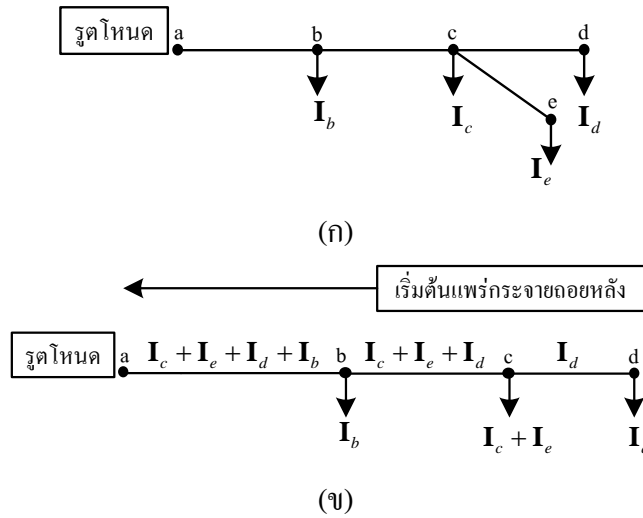 รูตโหนด a b c d
e
I_b I_c I_d
I_e
(ก)
เริ่มต้นแพร่กระจายถอยหลัง
รูตโหนด a I_c + I_e + I_d + I_b b I_c + I_e + I_d c I_d d
I_b I_c + I_e
(ข)